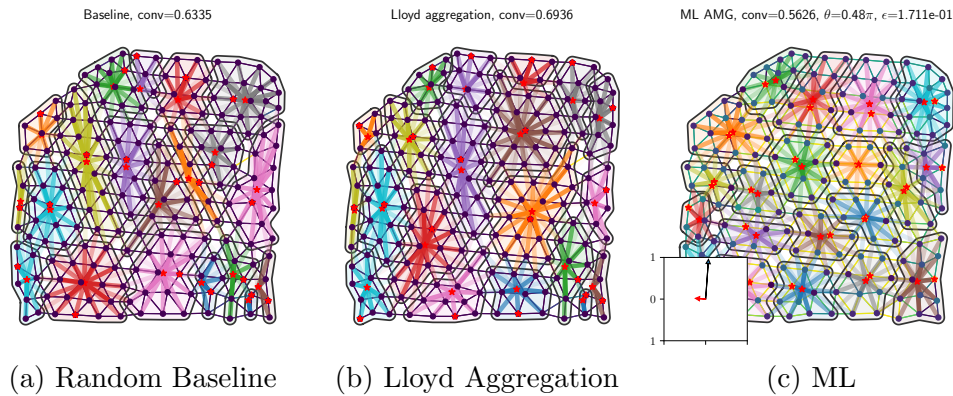 Baseline, conv=0.6335
Lloyd aggregation, conv=0.6936
ML AMG, conv=0.5626, θ=0.48π, ϵ=1.711e-01
1
0
1
(a) Random Baseline
(b) Lloyd Aggregation
(c) ML